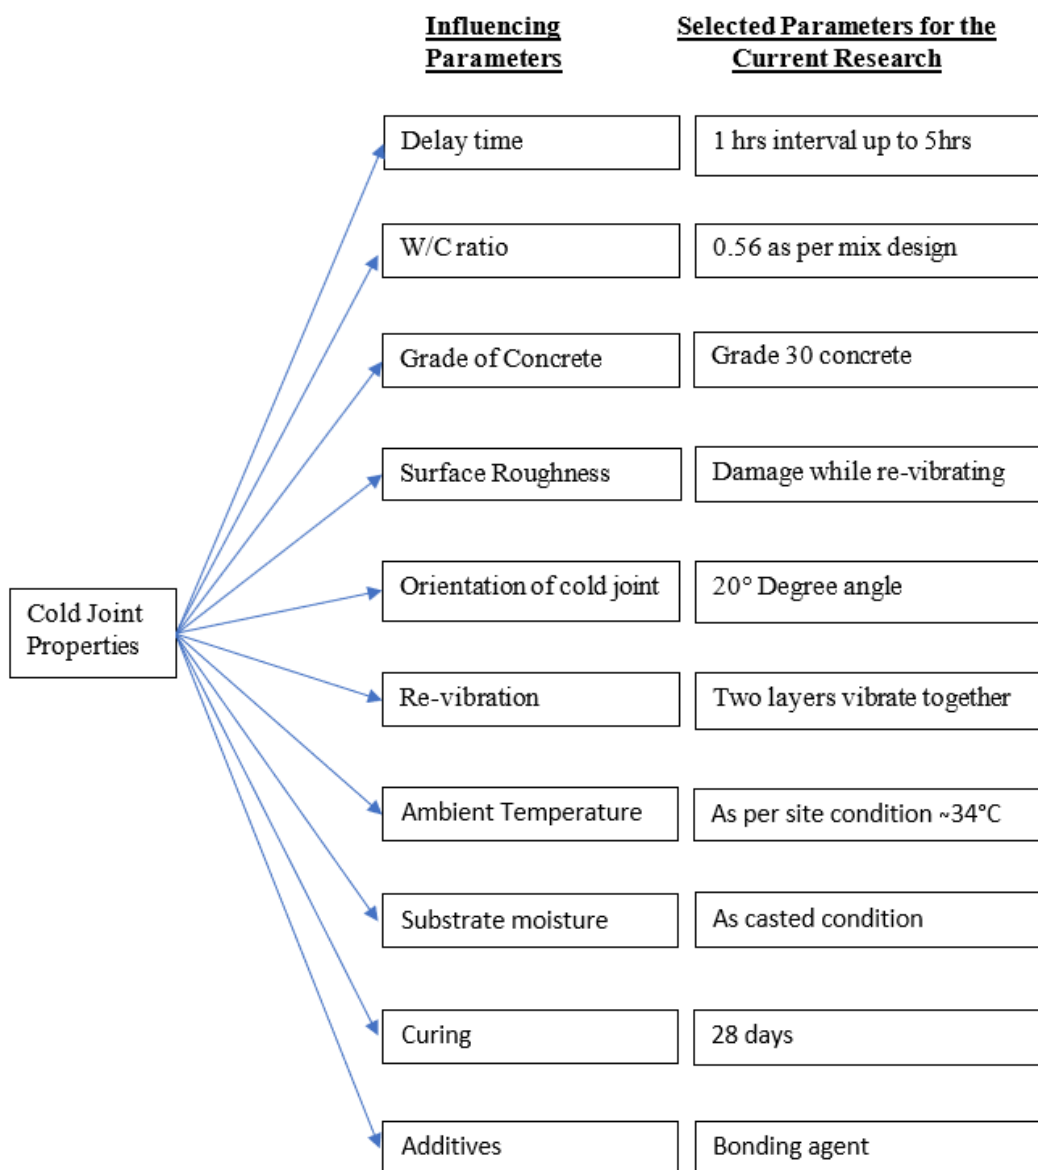 Influencing
Parameters
Selected Parameters for the
Current Research
Delay time
1 hrs interval up to 5hrs
W/C ratio
0.56 as per mix design
Grade of Concrete
Grade 30 concrete
Surface Roughness
Damage while re-vibrating
Orientation of cold joint
20° Degree angle
Cold Joint
Properties
Re-vibration
Two layers vibrate together
Ambient Temperature
As per site condition ~34°C
Substrate moisture
As casted condition
Curing
28 days
Additives
Bonding agent